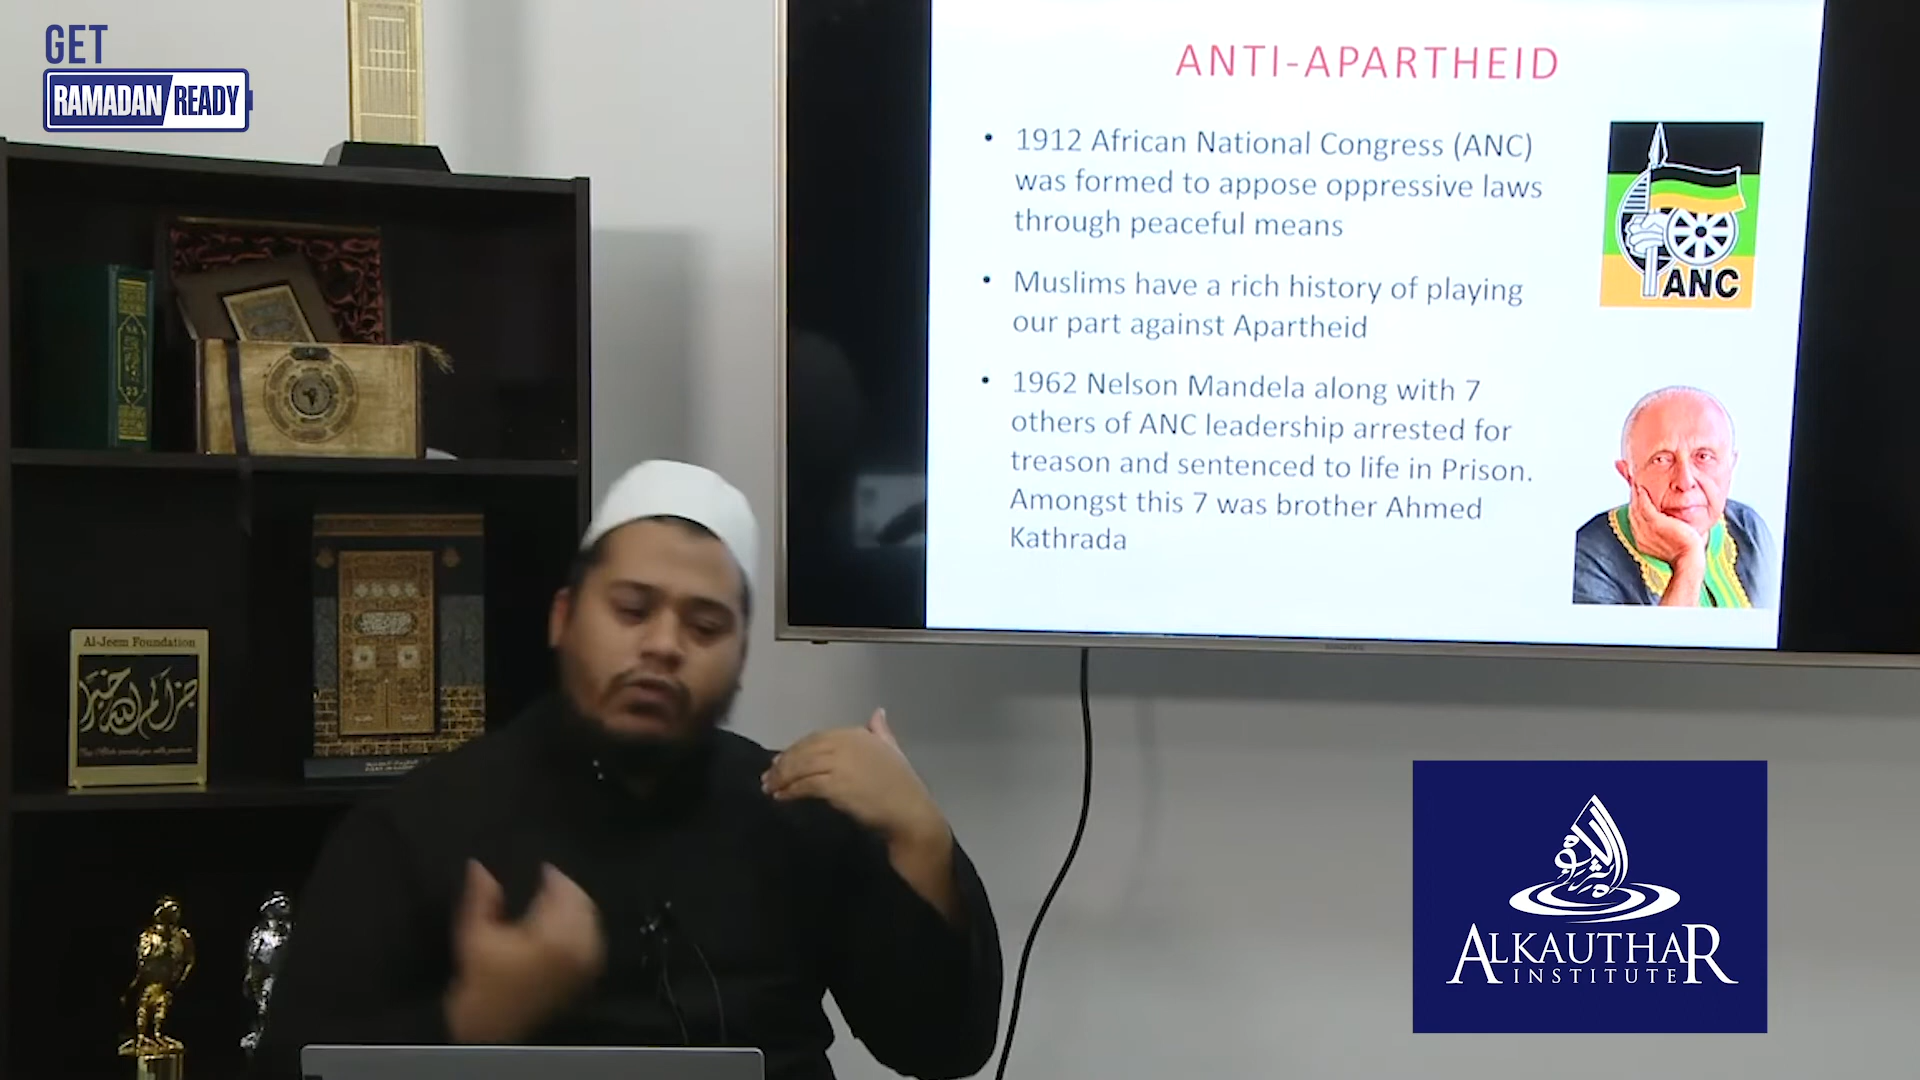 GET
RAMADAN READY
ANTI-APARTHEID
• 1912 African National Congress (ANC)
was formed to appose oppressive laws
through peaceful means
• Muslims have a rich history of playing
our part against Apartheid
• 1962 Nelson Mandela along with 7
others of ANC leadership arrested for
treason and sentenced to life in Prison.
Amongst this 7 was brother Ahmed
Kathrada
ANC
Al-Jeem Foundation
ALKAUTHAR
INSTITUTE